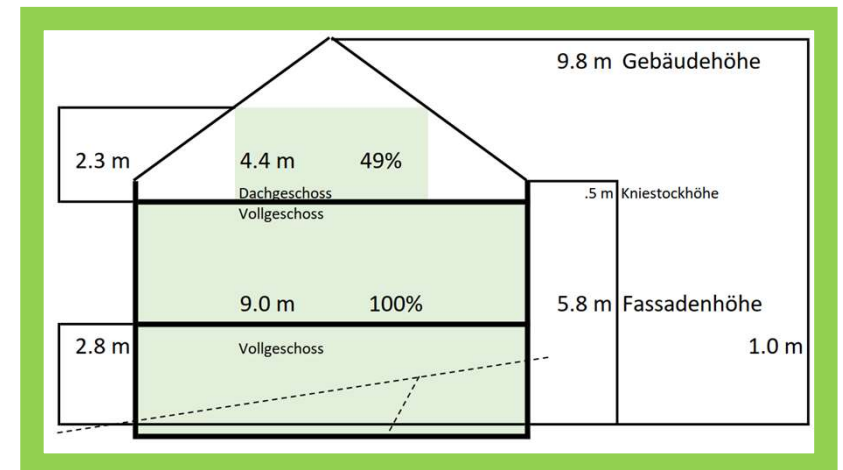 9.8 m Gebäudehöhe
2.3 m 4.4 m 49%
Dachgeschoss .5 m Kniestockhöhe
Vollgeschoss
9.0 m 100% 5.8 m Fassadenhöhe
2.8 m Vollgeschoss 1.0 m